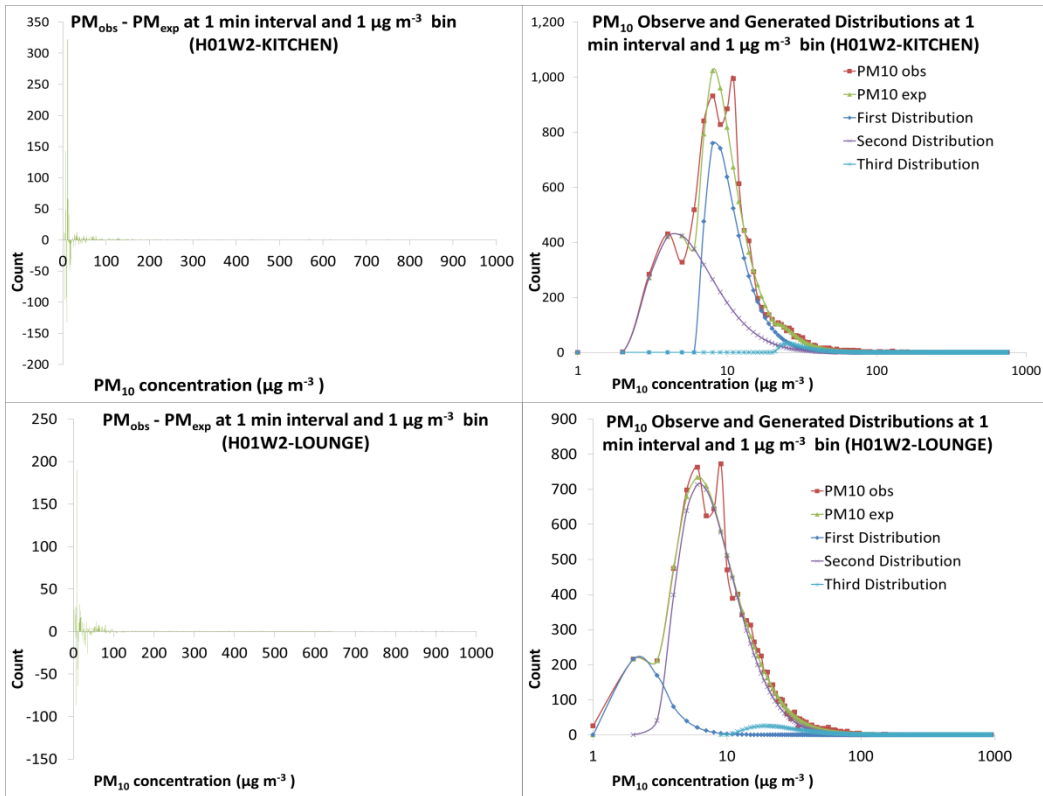 PM₁₀ obs - PMexp at 1 min interval and 1 µg m⁻³ bin
(H01W2-KITCHEN)
350
300
250
200
150
100
50
0
-50
-100
-150
-200
Count
0 100 200 300 400 500 600 700 800 900 1000
PM₁₀ concentration (µg m⁻³)
PM₁₀ Observe and Generated Distributions at 1
min interval and 1 µg m⁻³ bin (H01W2-KITCHEN)
1,200
1,000
800
600
400
200
0
Count
PM10 obs
PM10 exp
First Distribution
Second Distribution
Third Distribution
1 10 100 1000
PM₁₀ concentration (µg m⁻³)
PMobs - PMexp at 1 min interval and 1 µg m⁻³ bin
(H01W2-LOUNGE)
250
200
150
100
50
0
-50
-100
-150
Count
0 100 200 300 400 500 600 700 800 900 1000
PM₁₀ concentration (µg m⁻³)
PM₁₀ Observe and Generated Distributions at 1
min interval and 1 µg m⁻³ bin (H01W2-LOUNGE)
900
800
700
600
500
400
300
200
100
0
Count
PM10 obs
PM10 exp
First Distribution
Second Distribution
Third Distribution
1 10 100 1000
PM₁₀ concentration (µg m⁻³)